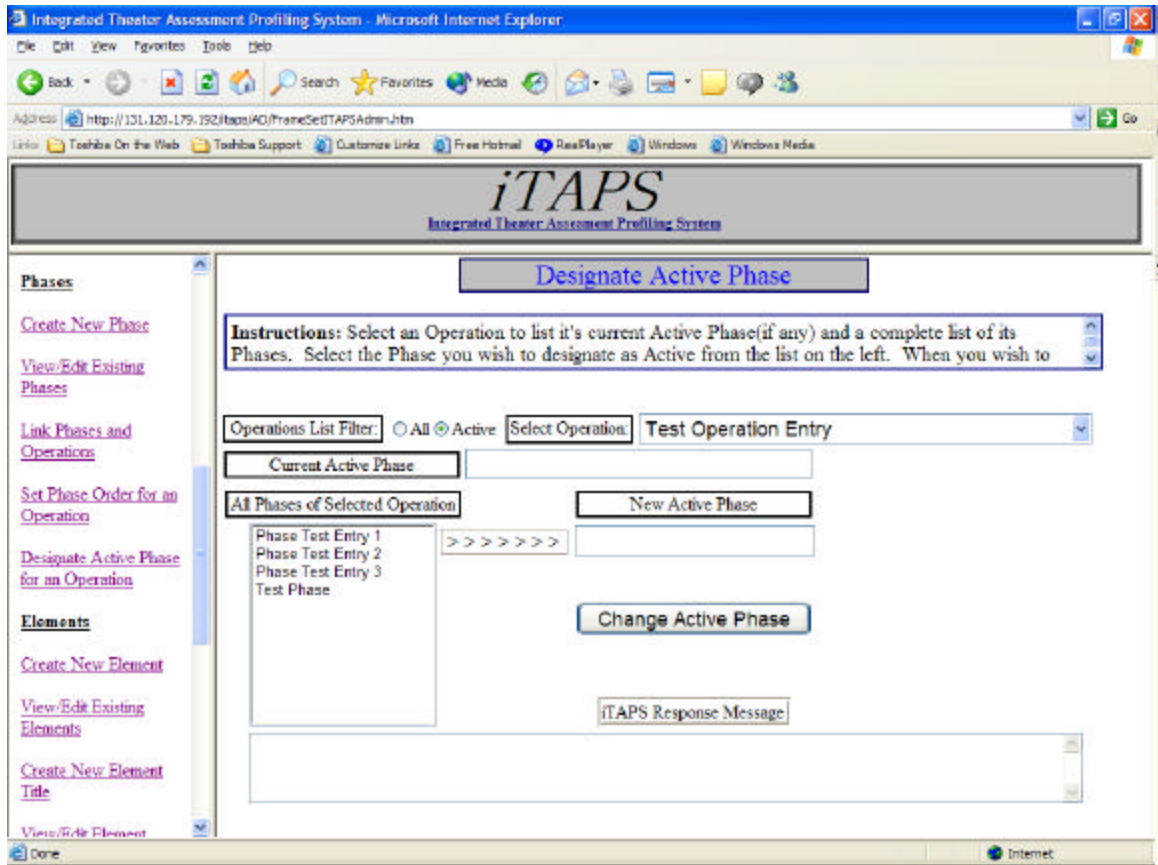 Integrated Theater Assessment Profiling System - Microsoft Internet Explorer
File Edit View Favorites Tools Help
Back Search Favorites Media
Address http://131.120.179.192/itaps/AO/FrameSetITAPSAdmin.htm Go
Links Toshiba On the Web Toshiba Support Customize Links Free Hotmail RealPlayer Windows Windows Media
iTAPS
Integrated Theater Assessment Profiling System
Phases
Create New Phase
View/Edit Existing
Phases
Link Phases and
Operations
Set Phase Order for an
Operation
Designate Active Phase
for an Operation
Elements
Create New Element
View/Edit Existing
Elements
Create New Element
Title
View/Edit Element
Designate Active Phase
Instructions: Select an Operation to list it's current Active Phase(if any) and a complete list of its
Phases. Select the Phase you wish to designate as Active from the list on the left. When you wish to
Operations List Filter: All Active Select Operation: Test Operation Entry
Current Active Phase
All Phases of Selected Operation New Active Phase
Phase Test Entry 1
Phase Test Entry 2
Phase Test Entry 3
Test Phase
> > > > > > >
Change Active Phase
iTAPS Response Message
Done Internet